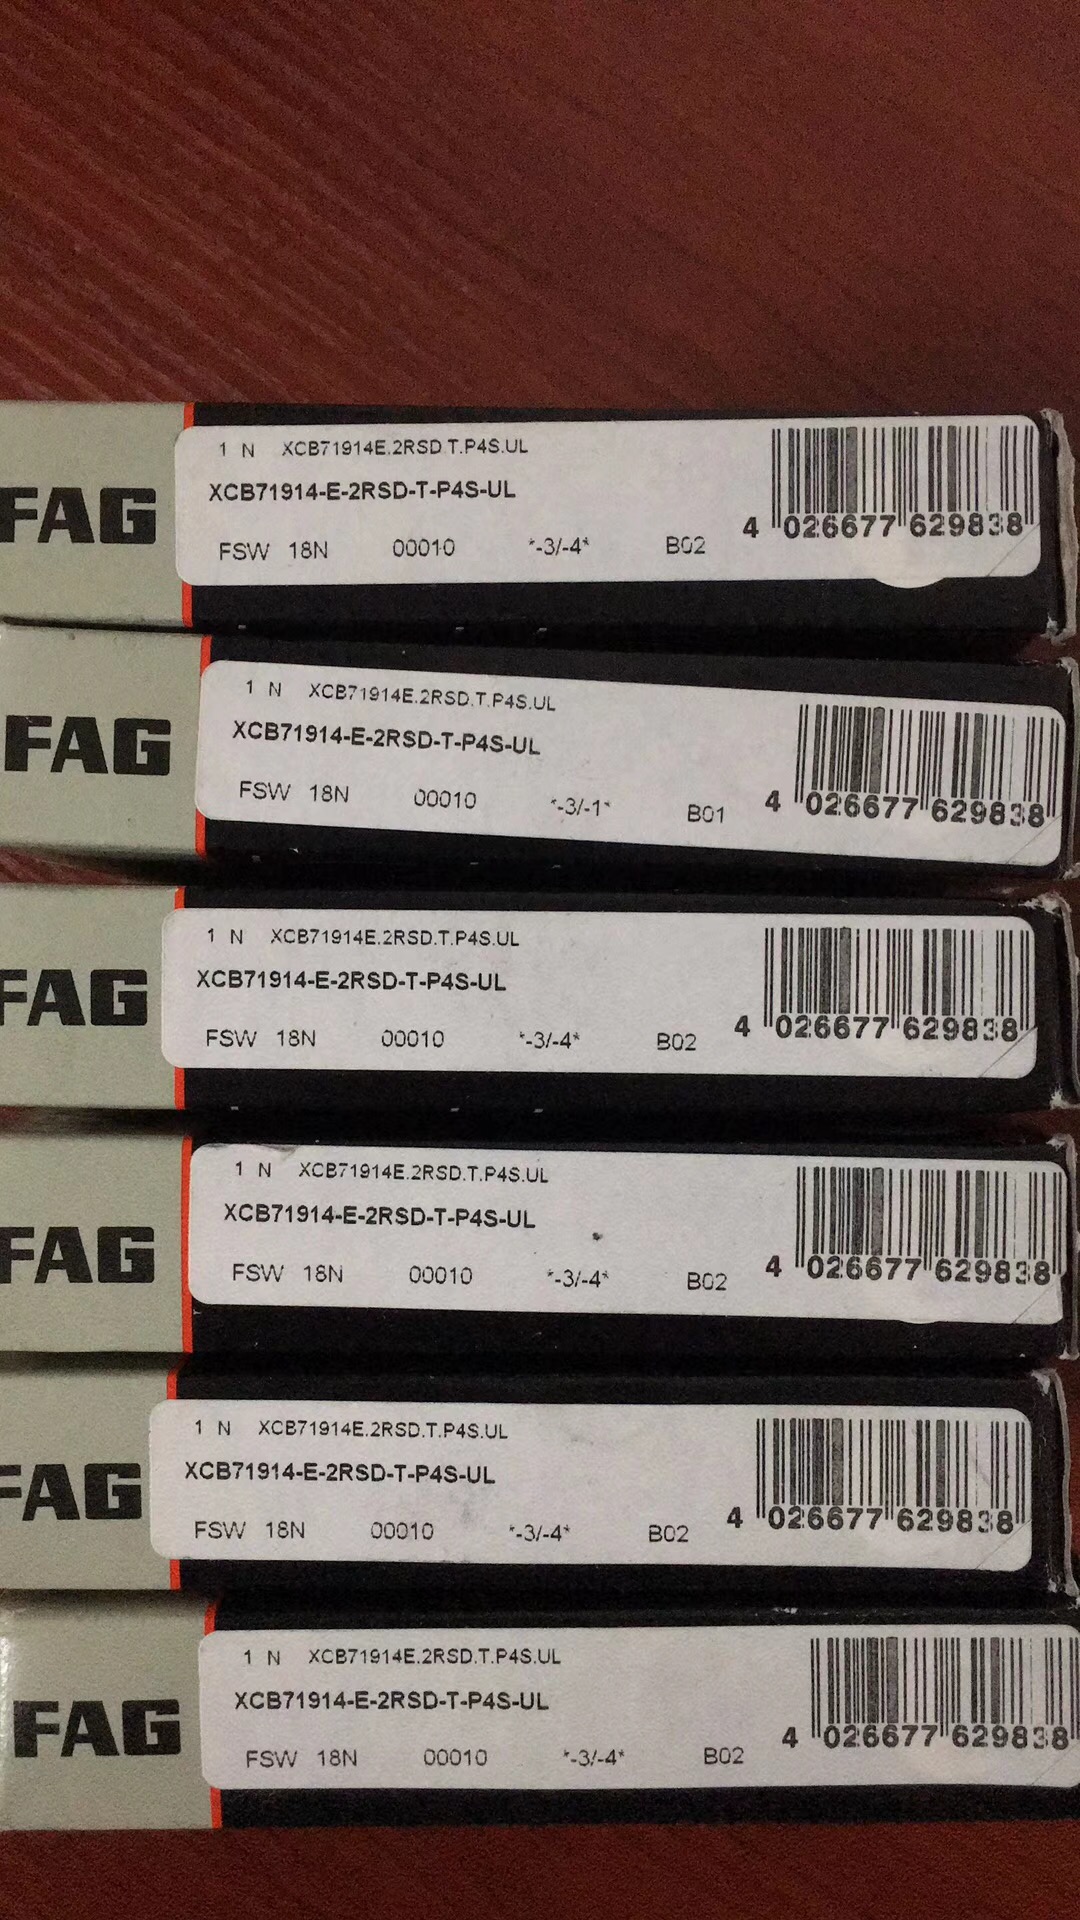 FAG
1 N XCB71914E.2RSD.T.P4S.UL
XCB71914-E-2RSD-T-P4S-UL
FSW 18N 00010 *-3/-4* B02
4 026677 629838
FAG
1 N XCB71914E.2RSD.T.P4S.UL
XCB71914-E-2RSD-T-P4S-UL
FSW 18N 00010 *-3/-1* B01
4 026677 629838
FAG
1 N XCB71914E.2RSD.T.P4S.UL
XCB71914-E-2RSD-T-P4S-UL
FSW 18N 00010 *-3/-4* B02
4 026677 629838
FAG
1 N XCB71914E.2RSD.T.P4S.UL
XCB71914-E-2RSD-T-P4S-UL
FSW 18N 00010 *-3/-4* B02
4 026677 629838
FAG
1 N XCB71914E.2RSD.T.P4S.UL
XCB71914-E-2RSD-T-P4S-UL
FSW 18N 00010 *-3/-4* B02
4 026677 629838
FAG
1 N XCB71914E.2RSD.T.P4S.UL
XCB71914-E-2RSD-T-P4S-UL
FSW 18N 00010 *-3/-4* B02
4 026677 629838